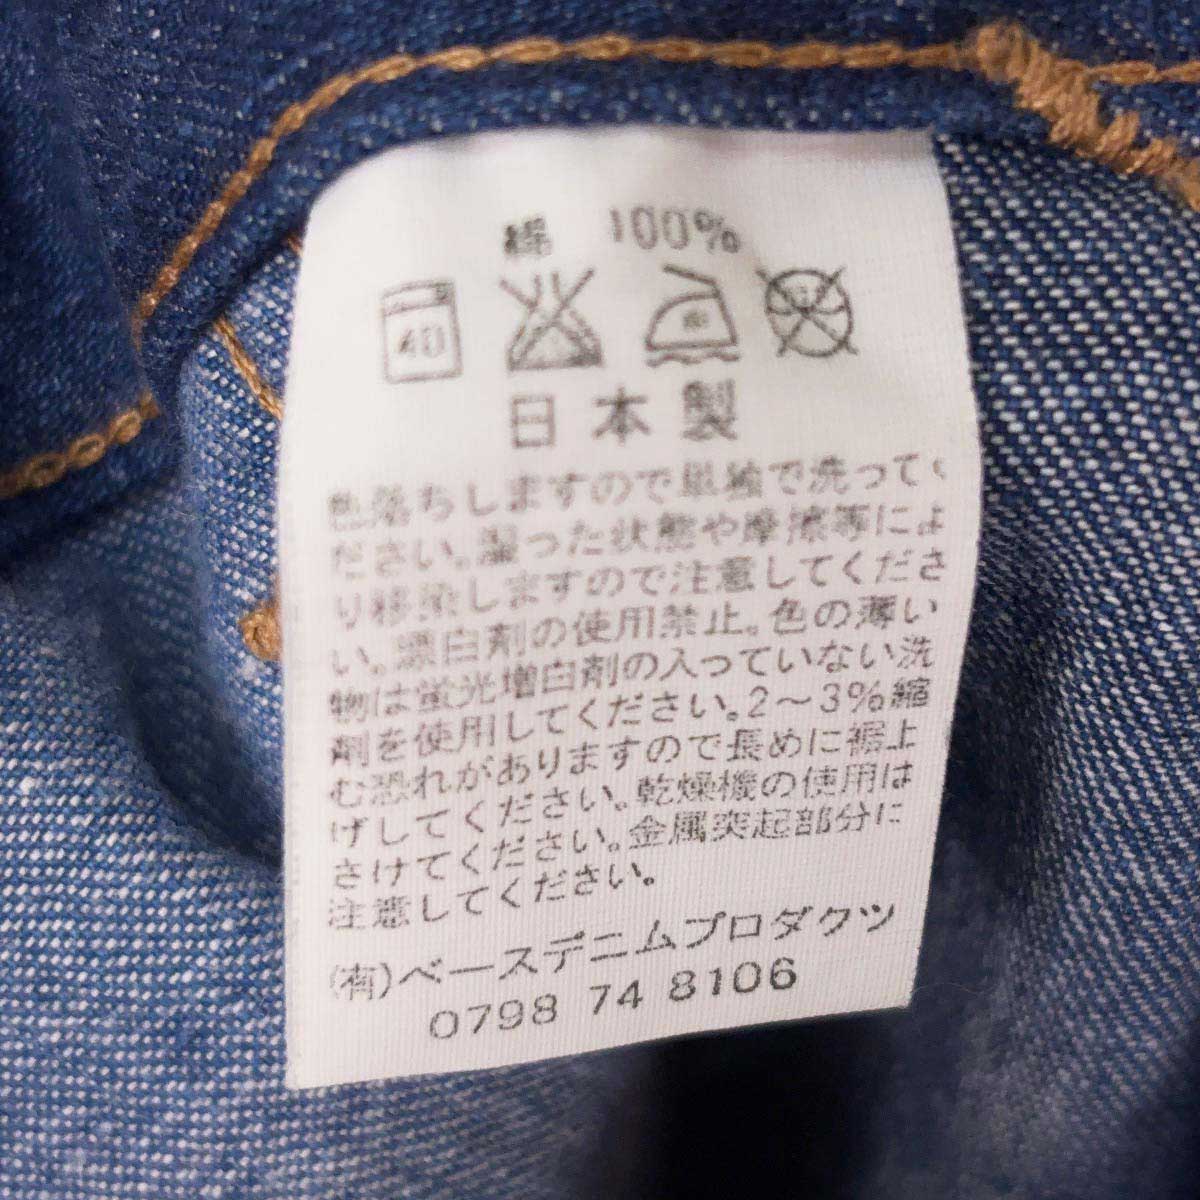 綿 100%
40
日本製
色落ちしますので単独で洗ってく
ださい。湿った状態や摩擦等によ
り移染しますので注意してくださ
い。漂白剤の使用禁止。色の薄い
物は蛍光増白剤の入っていない洗
剤を使用してください。2～3%縮
む恐れがありますので長めに裾上
げしてください。乾燥機の使用は
さけてください。金属突起部分に
注意してください。
(有)ベースデニムプロダクツ
0798 74 8106